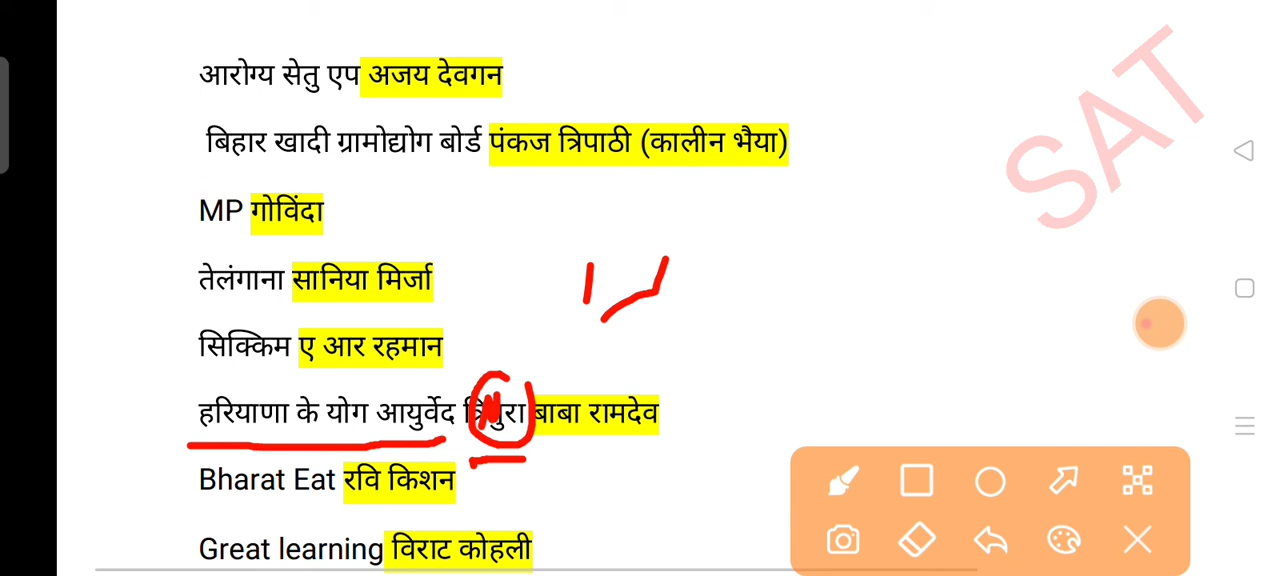 आरोग्य सेतु एप अजय देवगन
बिहार खादी ग्रामोद्योग बोर्ड पंकज त्रिपाठी (कालीन भैया)
MP गोविंदा
तेलंगाना सानिया मिर्जा
सिक्किम ए आर रहमान
हरियाणा के योग आयुर्वेद त्रिपुरा बाबा रामदेव
Bharat Eat रवि किशन
Great learning विराट कोहली
SAT